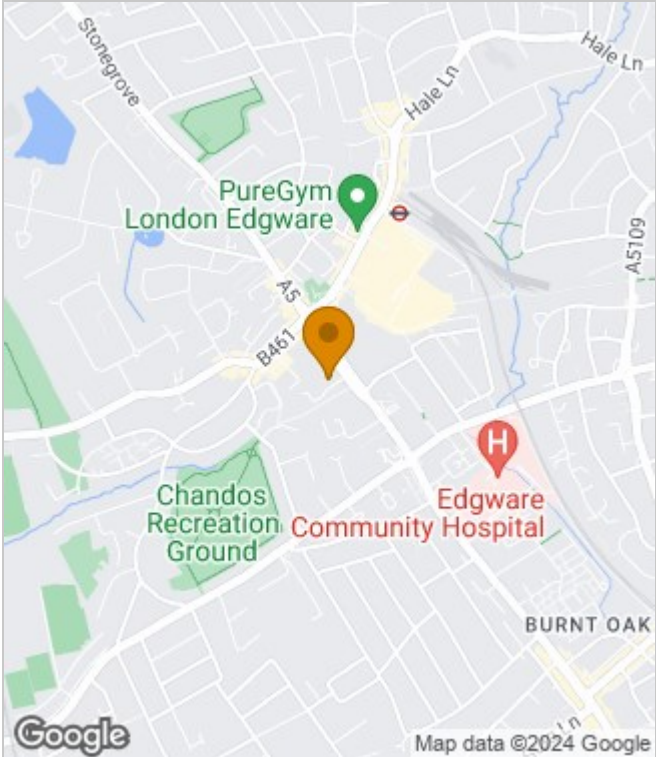 Stonegrove
Hale Ln
Hale Ln
PureGym
London Edgware
A5109
A5
B461
H
Edgware
Community Hospital
Chandos
Recreation
Ground
BURNT OAK
Ln
Google
Map data ©2024 Google